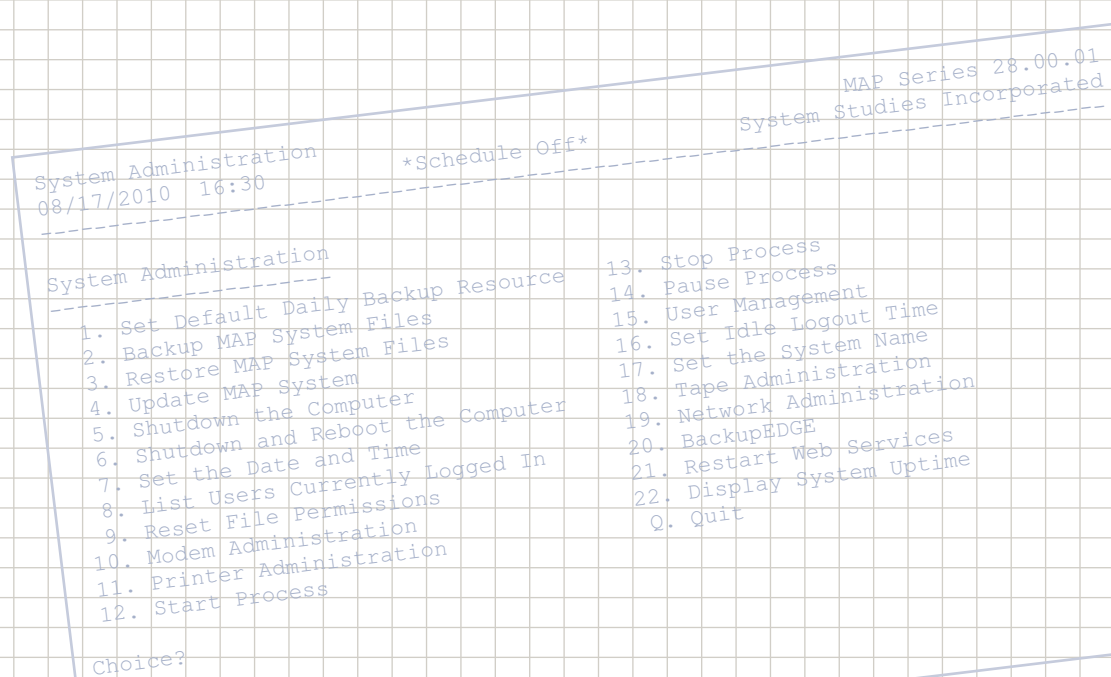 MAP Series 28.00.01
System Studies Incorporated
System Administration *Schedule Off*
08/17/2010 16:30
System Administration
1. Set Default Daily Backup Resource
2. Backup MAP System Files
3. Restore MAP System Files
4. Update MAP System
5. Shutdown the Computer
6. Shutdown and Reboot the Computer
7. Set the Date and Time
8. List Users Currently Logged In
9. Reset File Permissions
10. Modem Administration
11. Printer Administration
12. Start Process
13. Stop Process
14. Pause Process
15. User Management
16. Set Idle Logout Time
17. Set the System Name
18. Tape Administration
19. Network Administration
20. BackupEDGE
21. Restart Web Services
22. Display System Uptime
Q. Quit
Choice?